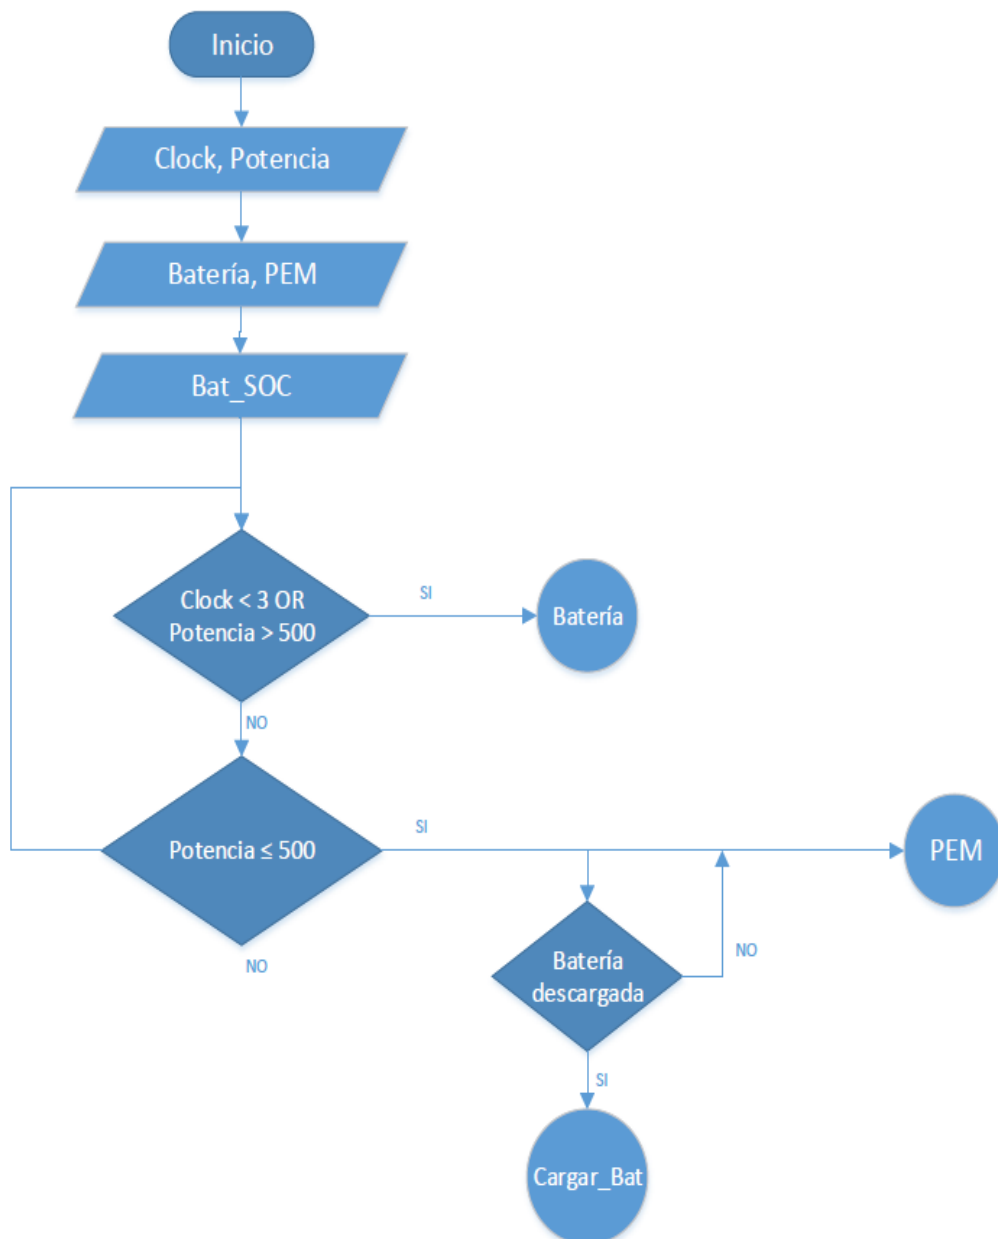 Inicio
Clock, Potencia
Batería, PEM
Bat_SOC
Clock < 3 OR
Potencia > 500
SI
Batería
NO
Potencia ≤ 500
SI
PEM
NO
Batería
descargada
NO
SI
Cargar_Bat